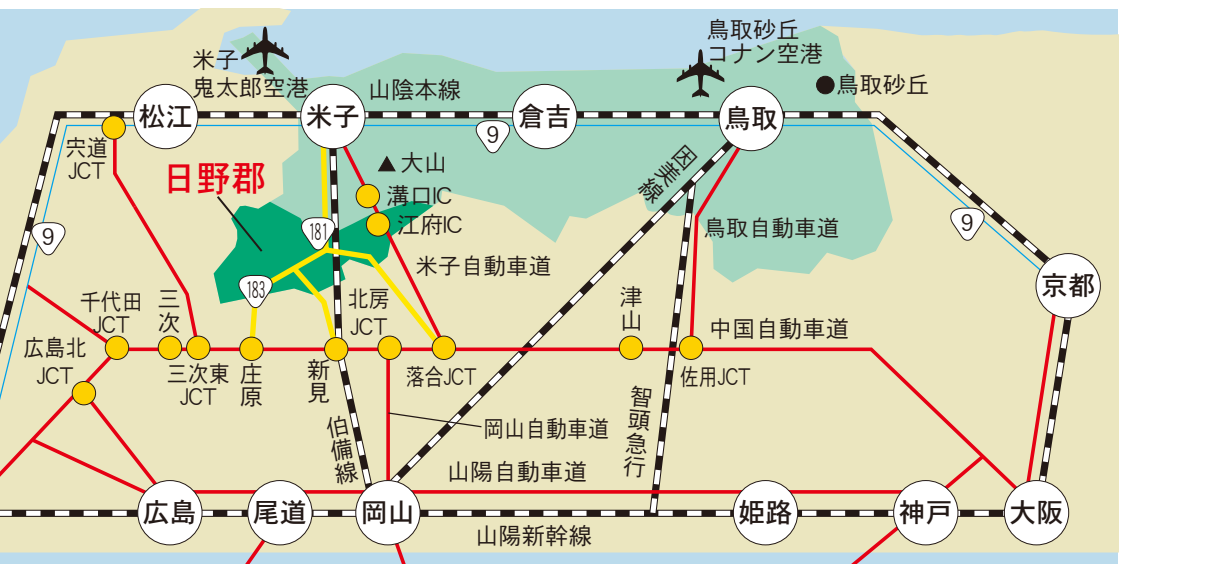 米子
鬼太郎空港
鳥取砂丘
コナン空港
鳥取砂丘
山陰本線
松江
米子
倉吉
鳥取
9
宍道
JCT
日野郡
大山
溝口IC
江府IC
因美線
181
9
9
鳥取自動車道
米子自動車道
183
京都
千代田
JCT
三次
北房
JCT
津山
中国自動車道
広島北
JCT
三次東
JCT
庄原
新見
落合JCT
佐用JCT
智頭急行
伯備線
岡山自動車道
山陽自動車道
広島
尾道
岡山
姫路
神戸
大阪
山陽新幹線